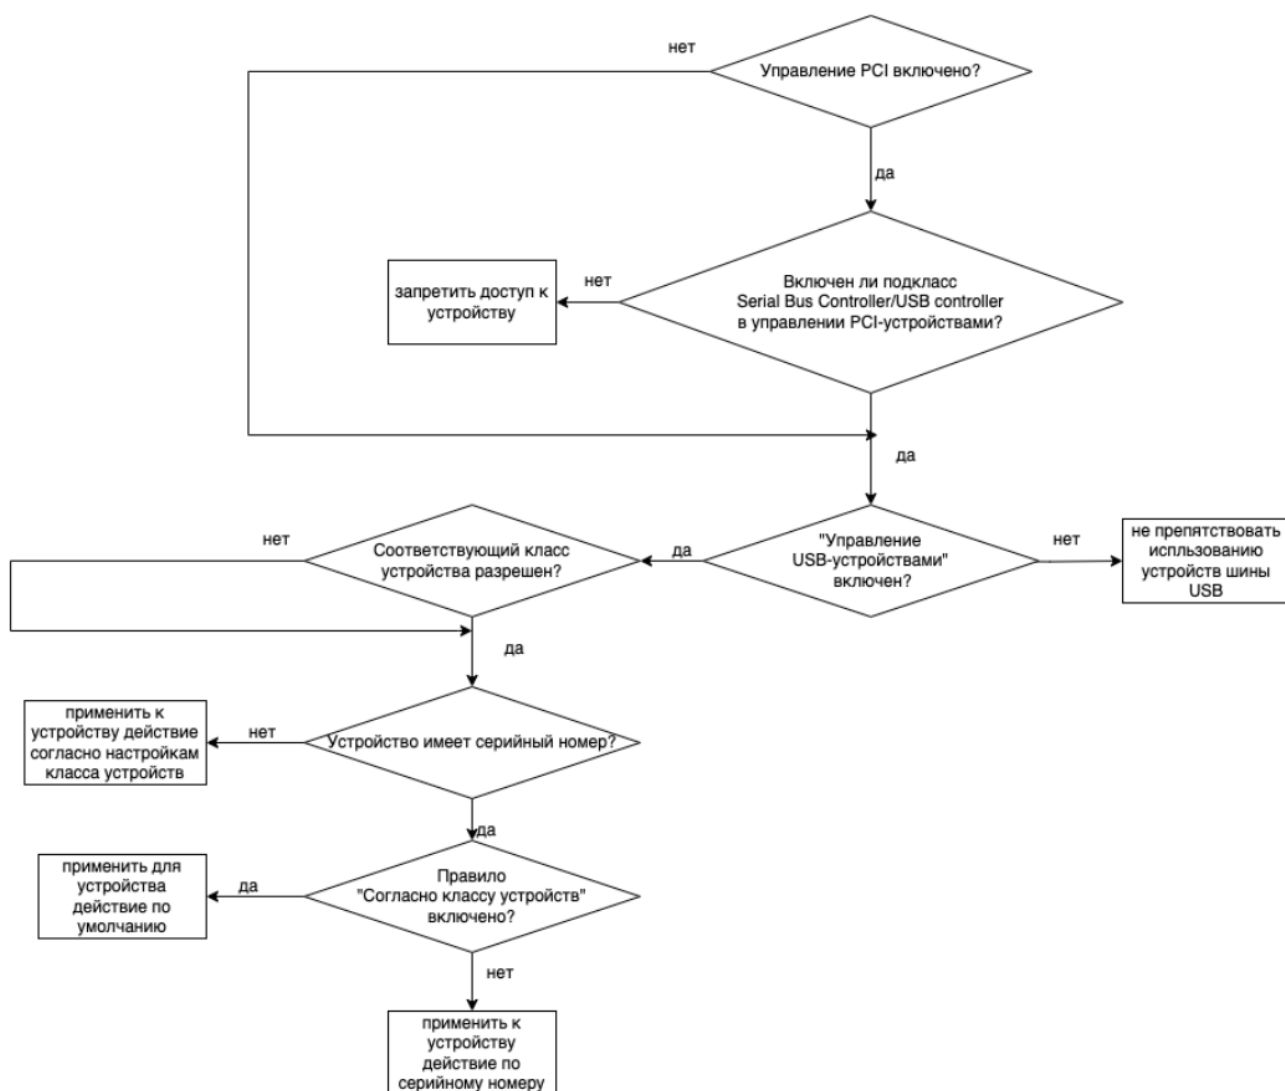 нет
Управление PCI включено?
да
запретить доступ к
устройству
нет
Включен ли подкласс
Serial Bus Controller/USB controller
в управлении PCI-устройствами?
да
нет
Соответствующий класс
устройства разрешен?
да
"Управление
USB-устройствами"
включен?
нет
не препятствовать
испльзованию
устройств шины
USB
да
применить к
устройству действие
согласно настройкам
класса устройств
нет
Устройство имеет серийный номер?
да
применить для
устройства
действие по
умолчанию
да
Правило
"Согласно классу устройств"
включено?
нет
применить к
устройству
действие по
серийному номеру